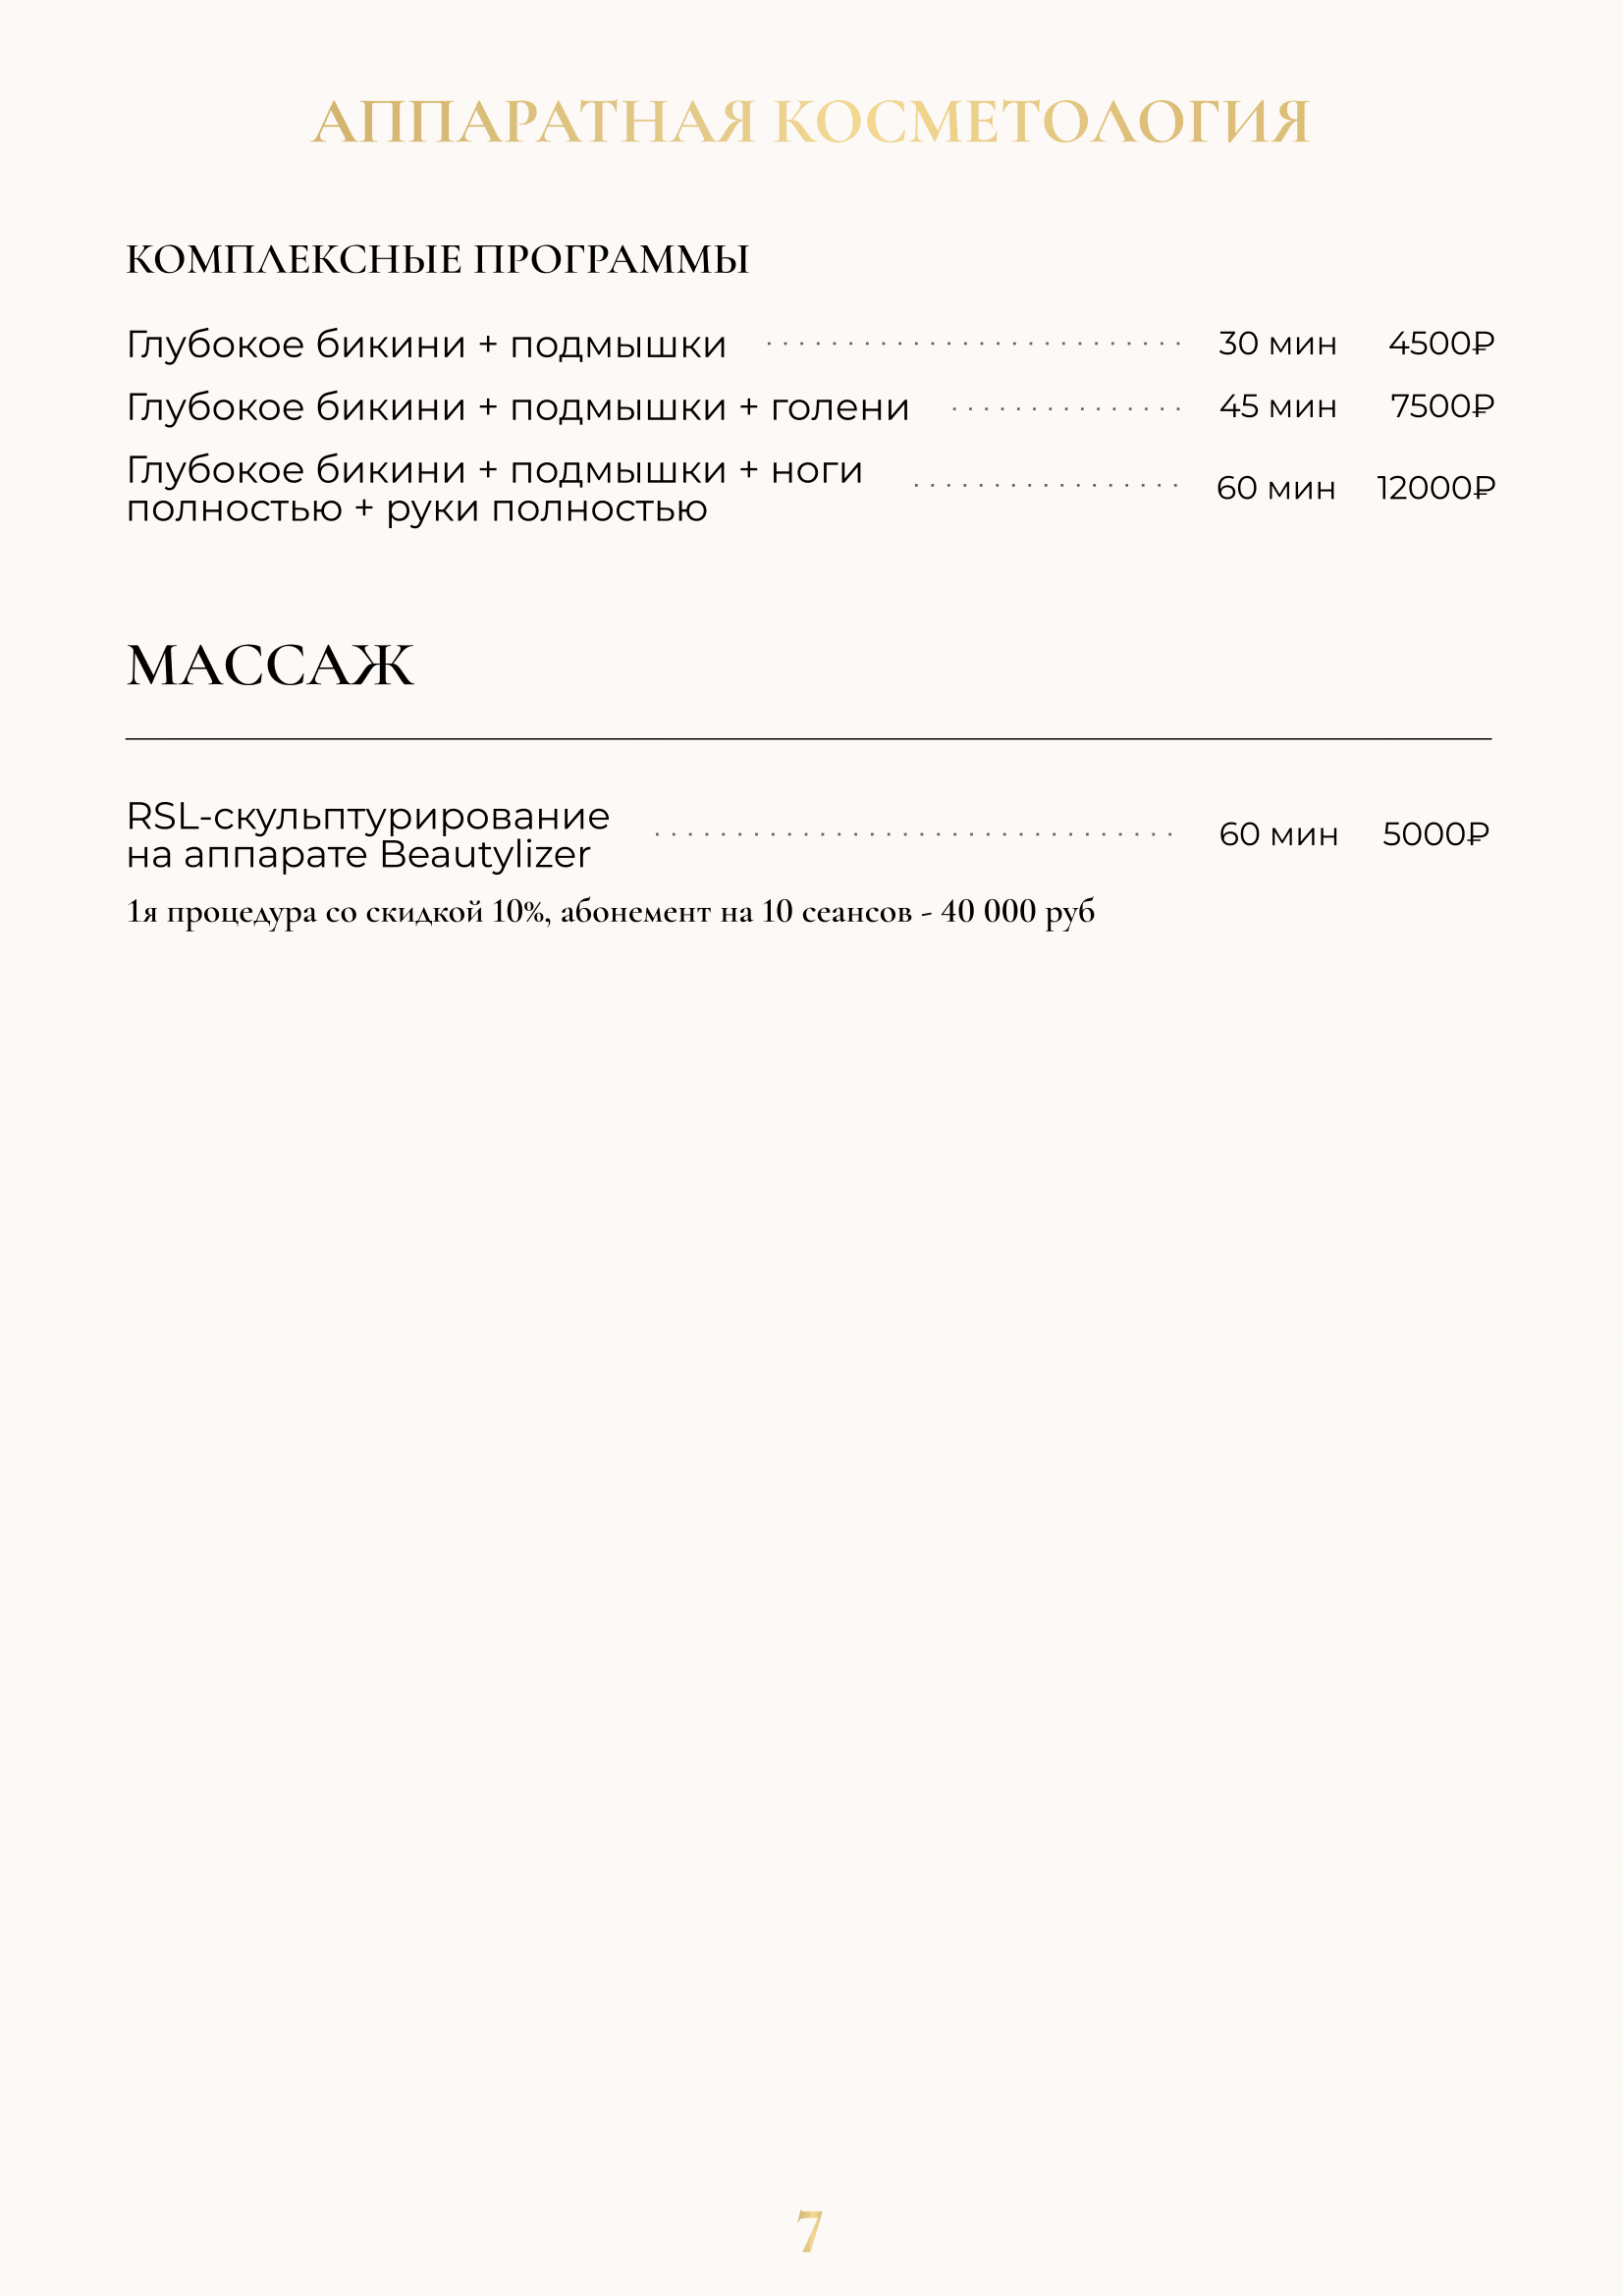 АППАРАТНАЯ КОСМЕТОЛОГИЯ
КОМПЛЕКСНЫЕ ПРОГРАММЫ
Глубокое бикини + подмышки 30 мин 4500₽
Глубокое бикини + подмышки + голени 45 мин 7500₽
Глубокое бикини + подмышки + ноги
полностью + руки полностью 60 мин 12000₽
МАССАЖ
RSL-скульптурирование
на аппарате Beautylizer 60 мин 5000₽
1я процедура со скидкой 10%, абонемент на 10 сеансов - 40 000 руб
7